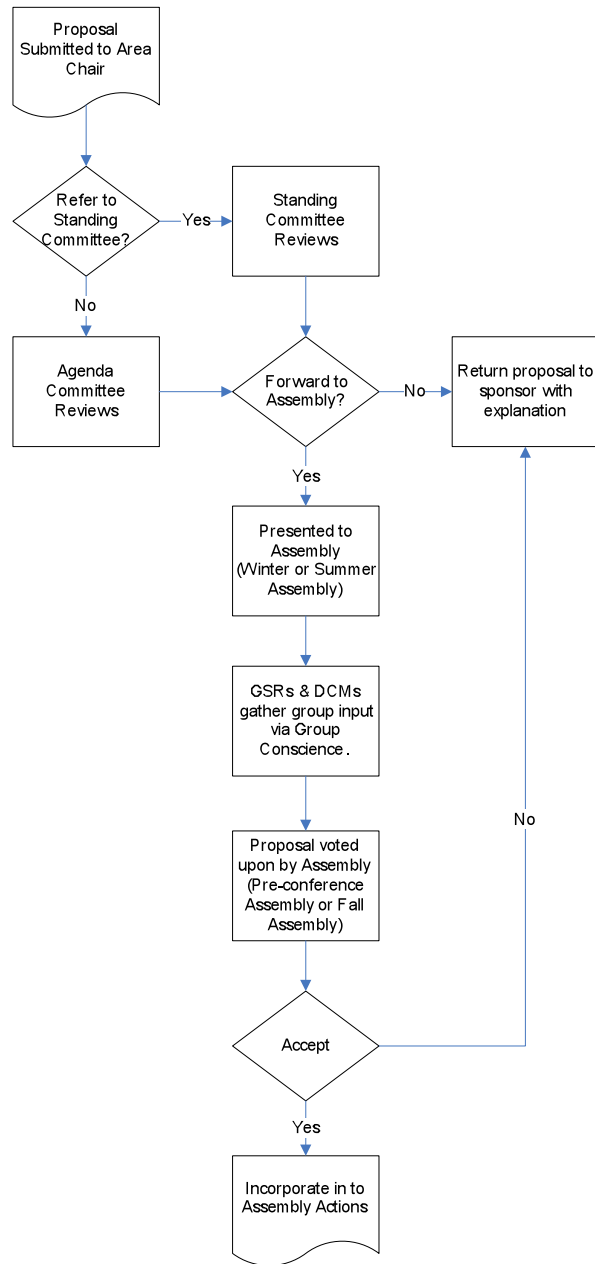 Proposal
Submitted to Area
Chair
Refer to
Standing
Committee?
Yes
Standing
Committee
Reviews
No
Agenda
Committee
Reviews
Forward to
Assembly?
No
Return proposal to
sponsor with
explanation
Yes
Presented to
Assembly
(Winter or Summer
Assembly)
GSRs & DCMs
gather group input
via Group
Conscience.
No
Proposal voted
upon by Assembly
(Pre-conference
Assembly or Fall
Assembly)
Accept
Yes
Incorporate in to
Assembly Actions